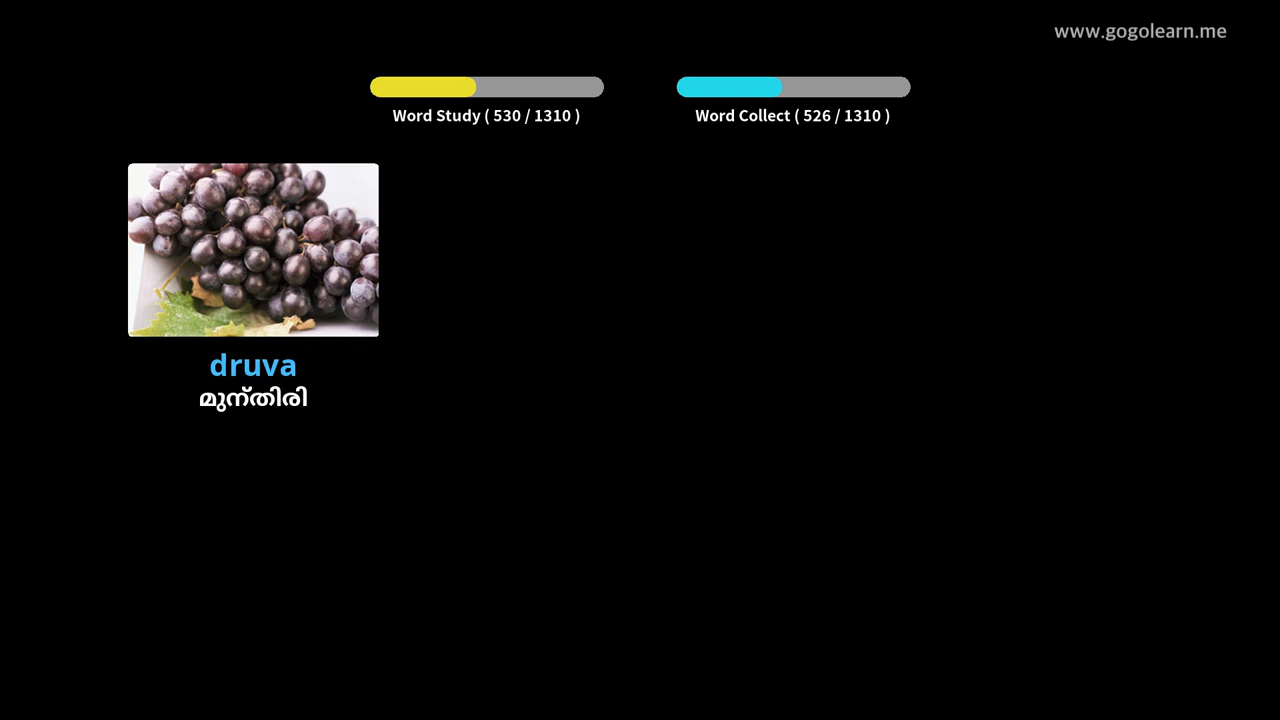 www.gogolearn.me
Word Study ( 530 / 1310 )
Word Collect ( 526 / 1310 )
druva
മുന്തിരി